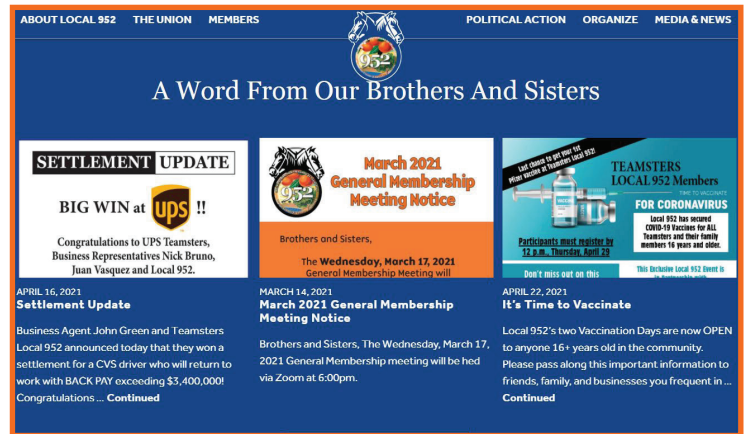 ABOUT LOCAL 952 THE UNION MEMBERS POLITICAL ACTION ORGANIZE MEDIA & NEWS
952
A Word From Our Brothers And Sisters
SETTLEMENT UPDATE
BIG WIN at ups !!
Congratulations to UPS Teamsters,
Business Representatives Nick Bruno,
Juan Vasquez and Local 952.
APRIL 16, 2021
Settlement Update
Business Agent John Green and Teamsters
Local 952 announced today that they won a
settlement for a CVS driver who will return to
work with BACK PAY exceeding $3,400,000!
Congratulations ... Continued
952
March 2021
General Membership
Meeting Notice
Brothers and Sisters,
The Wednesday, March 17, 2021
General Membership Meeting will
MARCH 14, 2021
March 2021 General Membership
Meeting Notice
Brothers and Sisters, The Wednesday, March 17,
2021 General Membership meeting will be hed
via Zoom at 6:00pm.
Last chance to get your 1st
Pfizer Vaccine at Teamsters Local 952!
TEAMSTERS
LOCAL 952 Members
TIME TO VACCINATE
FOR CORONAVIRUS
Local 952 has secured
COVID-19 Vaccines for ALL
Teamsters and their family
members 16 years and older.
Participants must register by
12 p.m., Thursday, April 29
Don't miss out on this
This Exclusive Local 952 Event is
APRIL 22, 2021
It's Time to Vaccinate
Local 952's two Vaccination Days are now OPEN
to anyone 16+ years old in the community.
Please pass along this important information to
friends, family, and businesses you frequent in ...
Continued